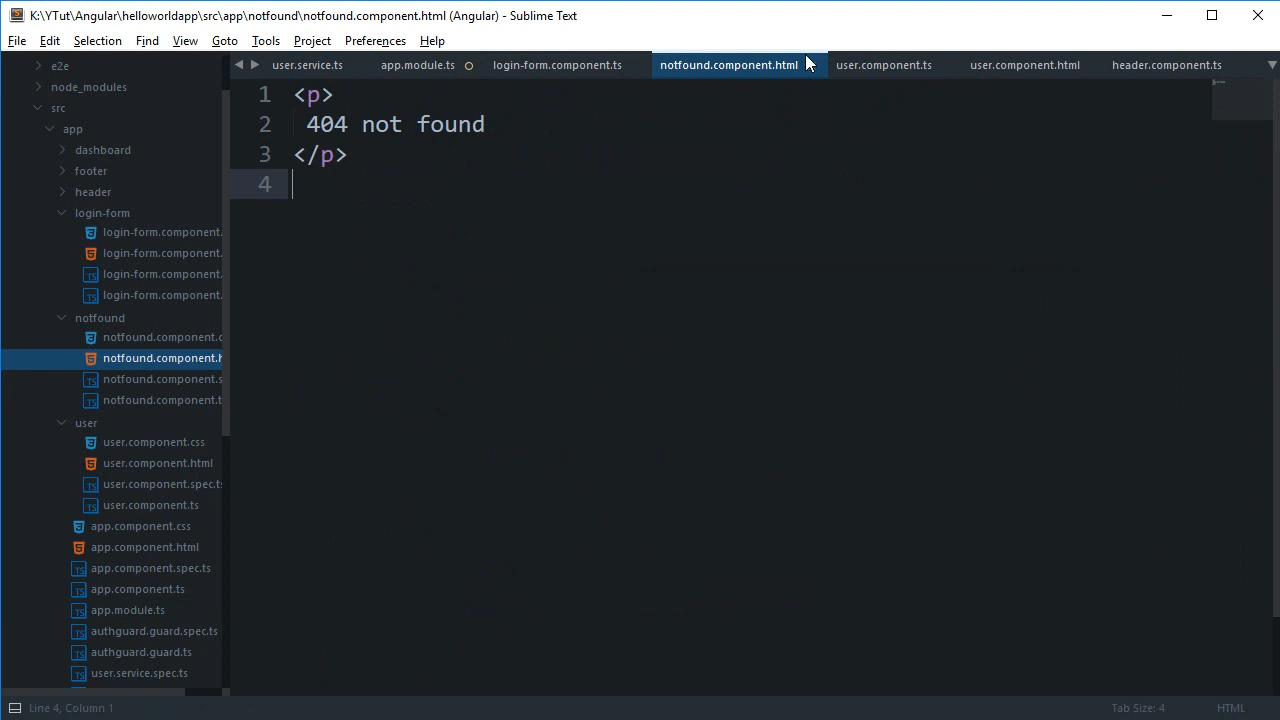 K:\YTut\Angular\helloworldapp\src\app\notfound\notfound.component.html (Angular) - Sublime Text
File Edit Selection Find View Goto Tools Project Preferences Help
user.service.ts app.module.ts login-form.component.ts notfound.component.html user.component.ts user.component.html header.component.ts
e2e
node_modules
src
app
dashboard
footer
header
login-form
login-form.component.
login-form.component.
login-form.component.
login-form.component.
notfound
notfound.component.c
notfound.component.h
notfound.component.s
notfound.component.t
user
user.component.css
user.component.html
user.component.spec.ts
user.component.ts
app.component.css
app.component.html
app.component.spec.ts
app.component.ts
app.module.ts
authguard.guard.spec.ts
authguard.guard.ts
user.service.spec.ts
1 <p>
2 404 not found
3 </p>
4
Line 4, Column 1 Tab Size: 4 HTML